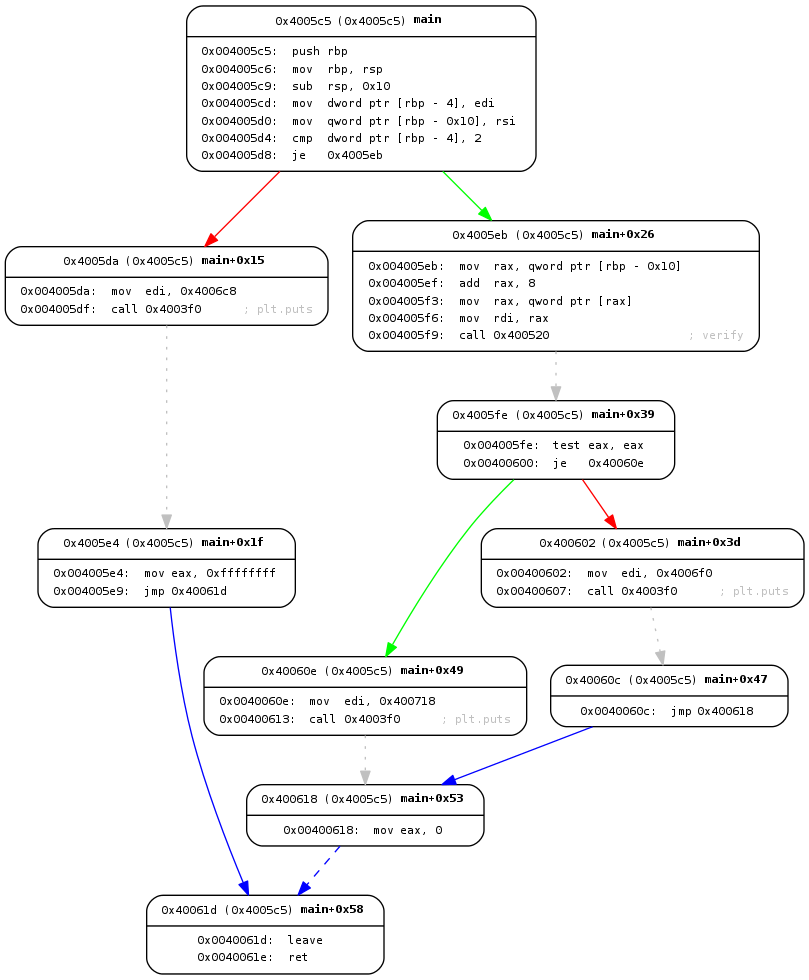 0x4005c5 (0x4005c5) main
0x004005c5: push rbp
0x004005c6: mov rbp, rsp
0x004005c9: sub rsp, 0x10
0x004005cd: mov dword ptr [rbp - 4], edi
0x004005d0: mov qword ptr [rbp - 0x10], rsi
0x004005d4: cmp dword ptr [rbp - 4], 2
0x004005d8: je 0x4005eb
0x4005da (0x4005c5) main+0x15
0x004005da: mov edi, 0x4006c8
0x004005df: call 0x4003f0 ; plt.puts
0x4005eb (0x4005c5) main+0x26
0x004005eb: mov rax, qword ptr [rbp - 0x10]
0x004005ef: add rax, 8
0x004005f3: mov rax, qword ptr [rax]
0x004005f6: mov rdi, rax
0x004005f9: call 0x400520 ; verify
0x4005fe (0x4005c5) main+0x39
0x004005fe: test eax, eax
0x00400600: je 0x40060e
0x4005e4 (0x4005c5) main+0x1f
0x004005e4: mov eax, 0xffffffff
0x004005e9: jmp 0x40061d
0x400602 (0x4005c5) main+0x3d
0x00400602: mov edi, 0x4006f0
0x00400607: call 0x4003f0 ; plt.puts
0x40060e (0x4005c5) main+0x49
0x0040060e: mov edi, 0x400718
0x00400613: call 0x4003f0 ; plt.puts
0x40060c (0x4005c5) main+0x47
0x0040060c: jmp 0x400618
0x400618 (0x4005c5) main+0x53
0x00400618: mov eax, 0
0x40061d (0x4005c5) main+0x58
0x0040061d: leave
0x0040061e: ret